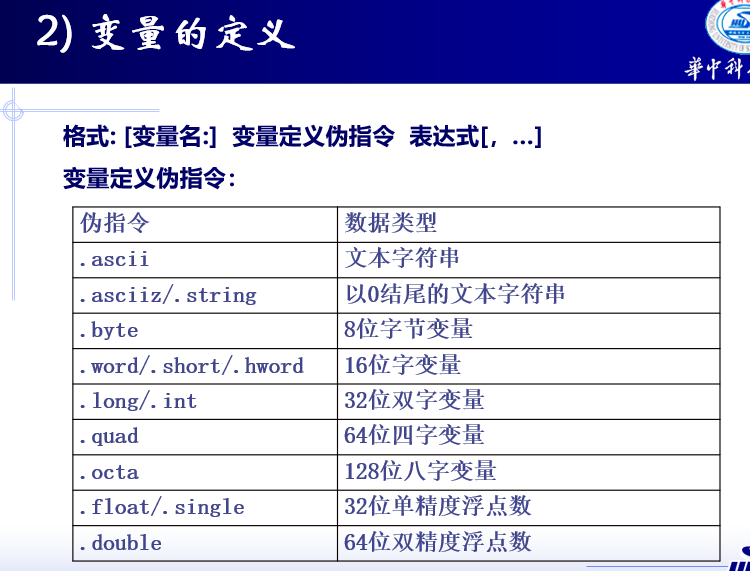 2) 变量的定义
華中科
格式: [变量名:] 变量定义伪指令 表达式[, …]
变量定义伪指令:
伪指令 数据类型
.ascii 文本字符串
.asciiz/.string 以0结尾的文本字符串
.byte 8位字节变量
.word/.short/.hword 16位字变量
.long/.int 32位双字变量
.quad 64位四字变量
.octa 128位八字变量
.float/.single 32位单精度浮点数
.double 64位双精度浮点数